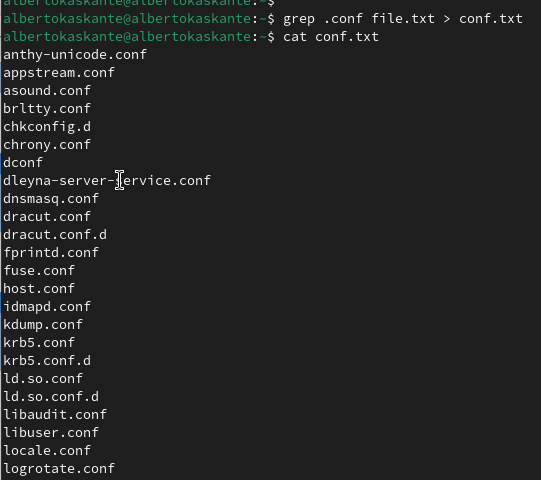 albertokaskante@albertokaskante:~$
albertokaskante@albertokaskante:~$ grep .conf file.txt > conf.txt
albertokaskante@albertokaskante:~$ cat conf.txt
anthy-unicode.conf
appstream.conf
asound.conf
brltty.conf
chkconfig.d
chrony.conf
dconf
dleyna-server-service.conf
dnsmasq.conf
dracut.conf
dracut.conf.d
fprintd.conf
fuse.conf
host.conf
idmapd.conf
kdump.conf
krb5.conf
krb5.conf.d
ld.so.conf
ld.so.conf.d
libaudit.conf
libuser.conf
locale.conf
logrotate.conf